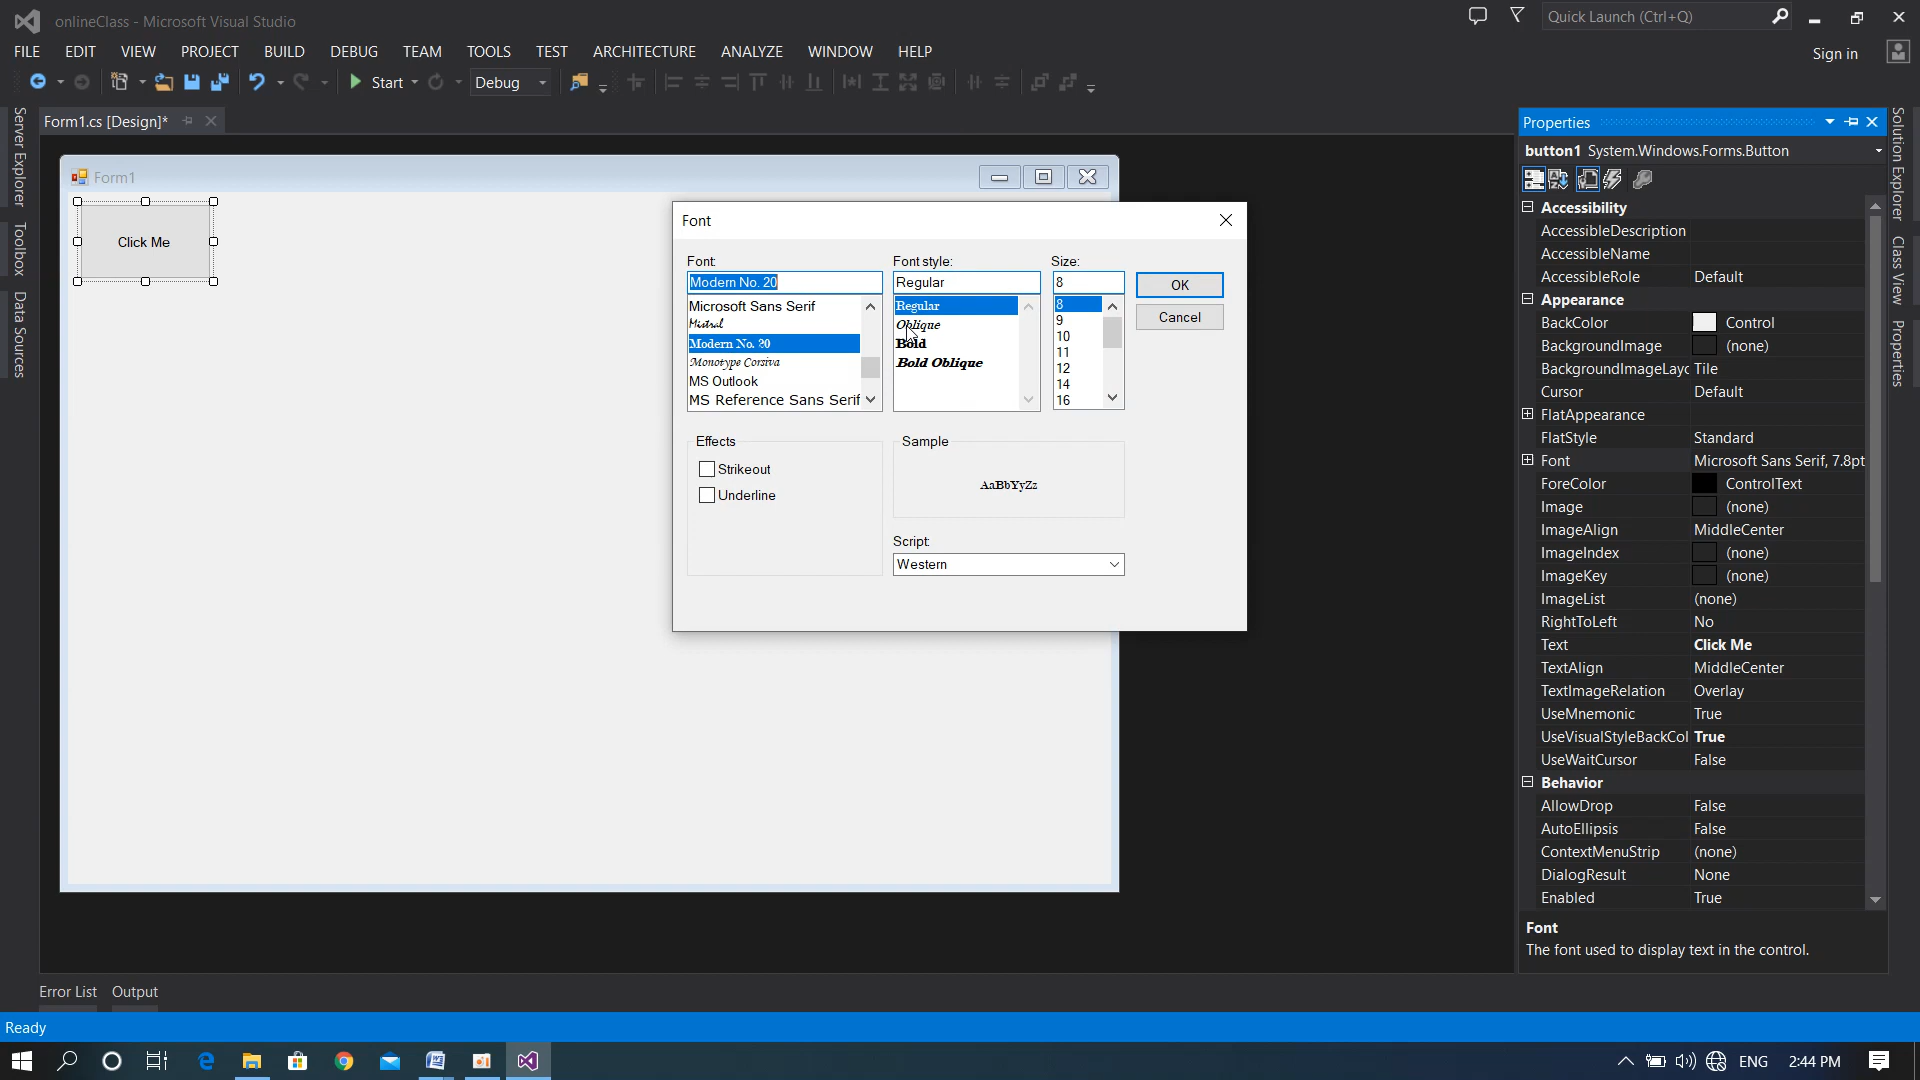 onlineClass - Microsoft Visual Studio
Quick Launch (Ctrl+Q)
FILE EDIT VIEW PROJECT BUILD DEBUG TEAM TOOLS TEST ARCHITECTURE ANALYZE WINDOW HELP
Sign in
Start Debug
Server Explorer
Toolbox
Data Sources
Form1.cs [Design]*
Form1
Click Me
Font
Font:
Modern No. 20
Microsoft Sans Serif
Mistral
Modern No. 20
Monotype Corsiva
MS Outlook
MS Reference Sans Serif
Font style:
Regular
Regular
Oblique
Bold
Bold Oblique
Size:
8
8
9
10
11
12
14
16
OK
Cancel
Effects
Strikeout
Underline
Sample
AaBbYyZz
Script:
Western
Properties
button1 System.Windows.Forms.Button
Accessibility
AccessibleDescription
AccessibleName
AccessibleRole Default
Appearance
BackColor Control
BackgroundImage (none)
BackgroundImageLayc Tile
Cursor Default
FlatAppearance
FlatStyle Standard
Font Microsoft Sans Serif, 7.8pt
ForeColor ControlText
Image (none)
ImageAlign MiddleCenter
ImageIndex (none)
ImageKey (none)
ImageList (none)
RightToLeft No
Text Click Me
TextAlign MiddleCenter
TextImageRelation Overlay
UseMnemonic True
UseVisualStyleBackCol True
UseWaitCursor False
Behavior
AllowDrop False
AutoEllipsis False
ContextMenuStrip (none)
DialogResult None
Enabled True
Font
The font used to display text in the control.
Solution Explorer
Class View
Properties
Error List Output
Ready
ENG 2:44 PM